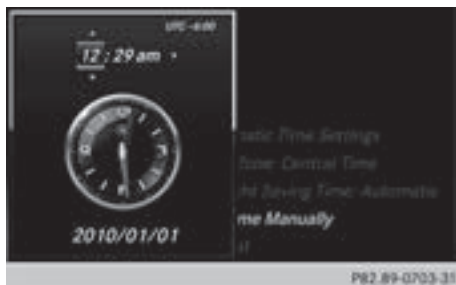 UTC -6:00
12 : 29 am
2010/01/01
atic Time Settings
Zone: Central Time
ht Saving Time: Automatic
me Manually
P82.89-0703-31